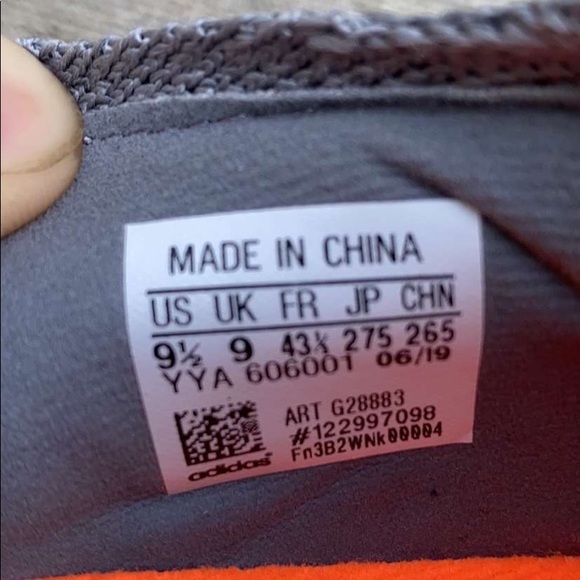 MADE IN CHINA
US UK FR JP CHN
9½ 9 43⅓ 275 265
YYA 606001 06/19
ART G28883
#122997098
Fn3B2WNk00004
adidas